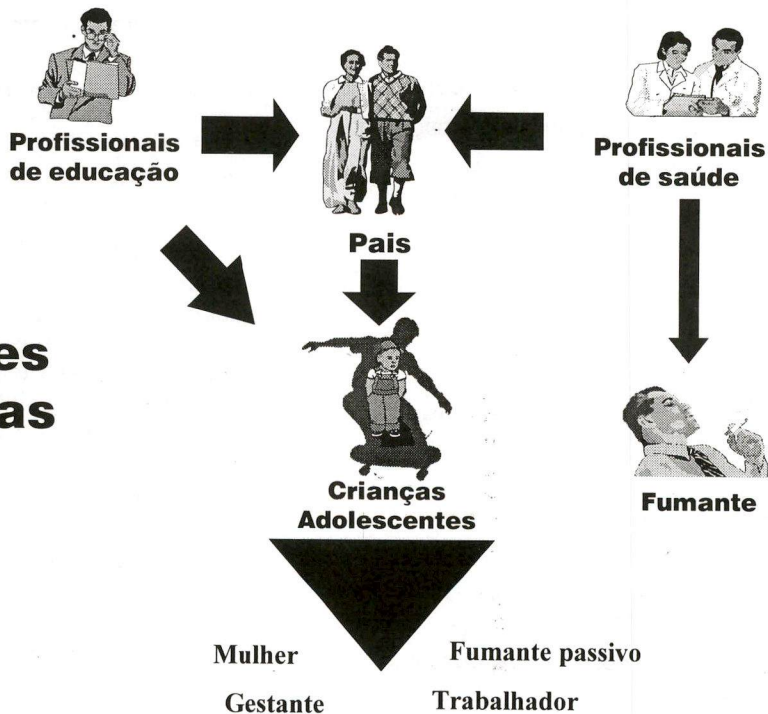 Profissionais
de educação
Pais
Profissionais
de saúde
es
as
Crianças
Adolescentes
Fumante
Mulher
Fumante passivo
Gestante
Trabalhador